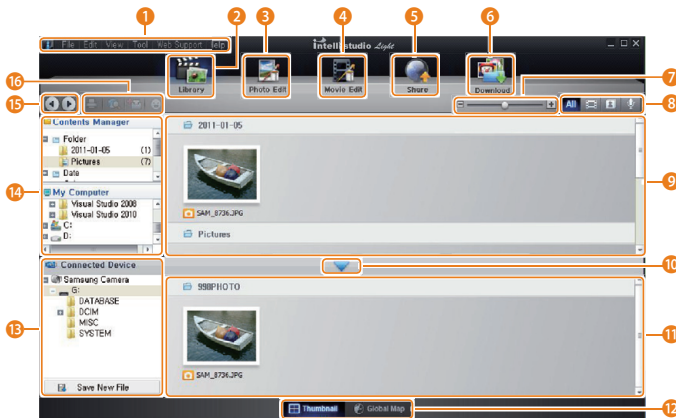 1 2 3 4 5 6
File Edit View Tool Web Support Help
Intelli-studio Light
Library Photo Edit Movie Edit Share Download
7
16
15
All
8
Contents Manager
Folder
2011-01-05 (1)
Pictures (7)
Date
14
My Computer
Visual Studio 2008
Visual Studio 2010
C:
D:
2011-01-05
SAM_8736.JPG
Pictures
9
10
Connected Device
Samsung Camera
G:
DATABASE
DCIM
MISC
SYSTEM
13
Save New File
998PHOTO
SAM_8736.JPG
11
Thumbnail Global Map
12